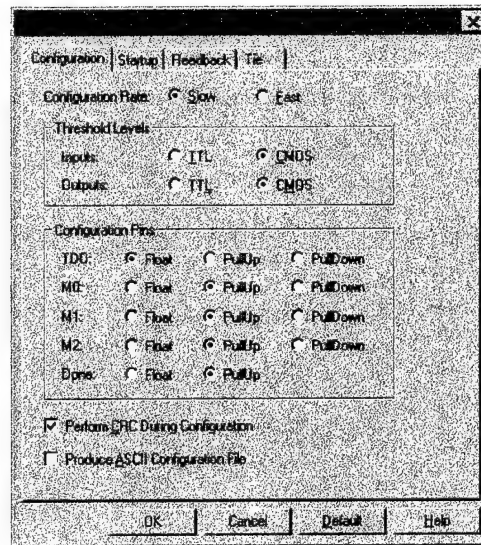 Configuration Startup Readback Tie
Configuration Rate: Slow Fast
Threshold Levels
Inputs: TTL CMOS
Outputs: TTL CMOS
Configuration Pins
TDO: Float PullUp PullDown
M0: Float PullUp PullDown
M1: Float PullUp PullDown
M2: Float PullUp PullDown
Done: Float PullUp
Perform CRC During Configuration
Produce ASCII Configuration File
OK Cancel Default Help